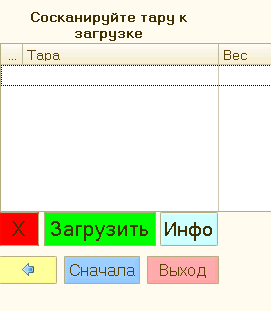 Сосканируйте тару к
загрузке
... Тара Вес
X Загрузить Инфо
Сначала Выход